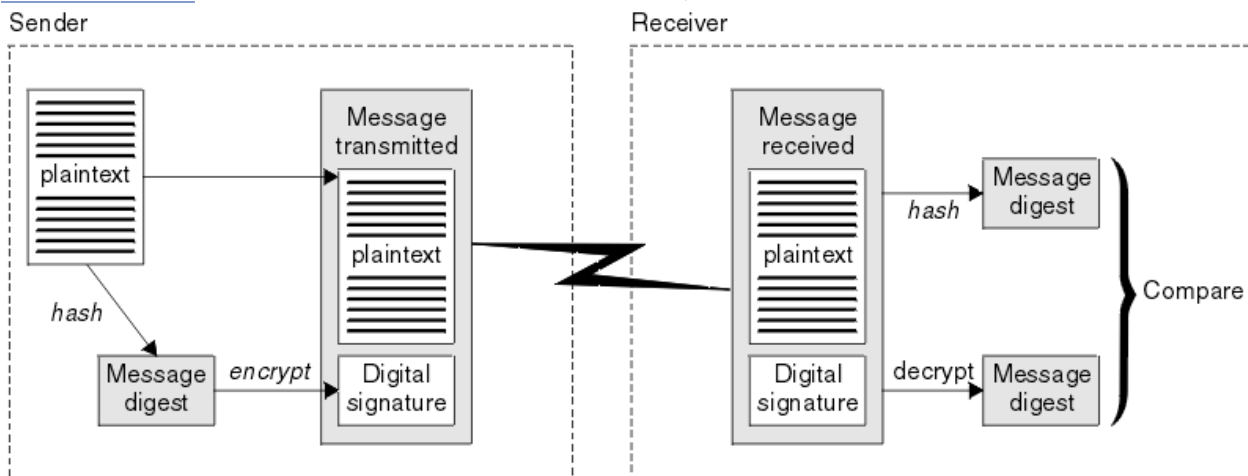 Sender
Receiver
plaintext
hash
Message
digest
encrypt
Message
transmitted
plaintext
Digital
signature
Message
received
plaintext
Digital
signature
hash
Message
digest
decrypt
Message
digest
Compare